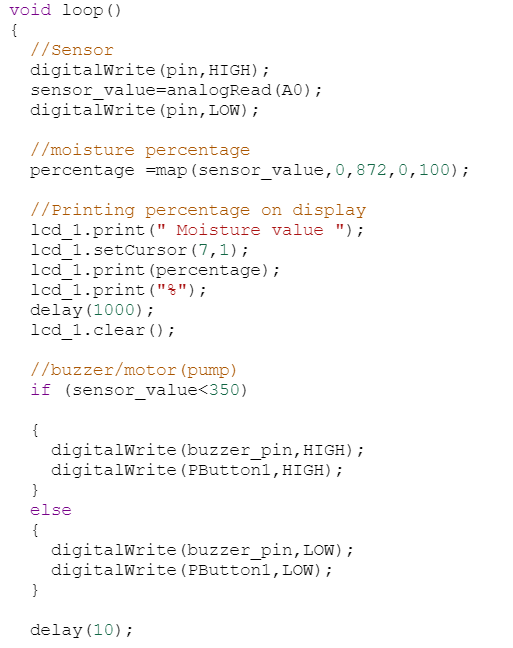 void loop()
{
  //Sensor
  digitalWrite(pin,HIGH);
  sensor_value=analogRead(A0);
  digitalWrite(pin,LOW);

  //moisture percentage
  percentage =map(sensor_value,0,872,0,100);

  //Printing percentage on display
  lcd_1.print(" Moisture value ");
  lcd_1.setCursor(7,1);
  lcd_1.print(percentage);
  lcd_1.print("%");
  delay(1000);
  lcd_1.clear();

  //buzzer/motor(pump)
  if (sensor_value<350)

  {
    digitalWrite(buzzer_pin,HIGH);
    digitalWrite(PButton1,HIGH);
  }
  else
  {
    digitalWrite(buzzer_pin,LOW);
    digitalWrite(PButton1,LOW);
  }

  delay(10);